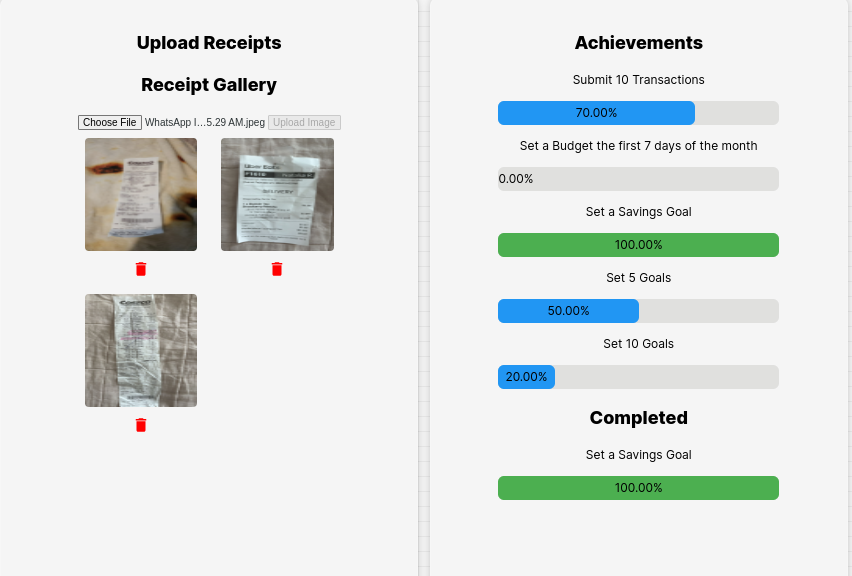 Upload Receipts
Receipt Gallery
Choose File WhatsApp I...5.29 AM.jpeg Upload Image
Achievements
Submit 10 Transactions
70.00%
Set a Budget the first 7 days of the month
0.00%
Set a Savings Goal
100.00%
Set 5 Goals
50.00%
Set 10 Goals
20.00%
Completed
Set a Savings Goal
100.00%